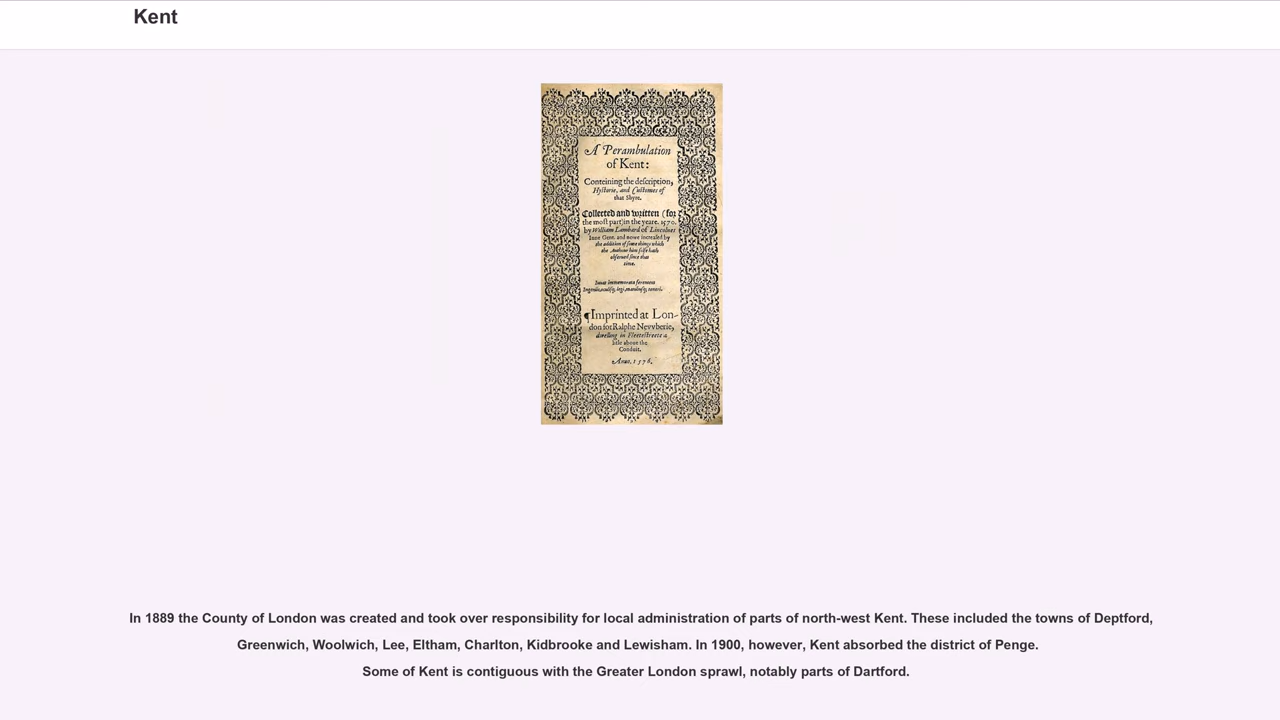 Kent
A Perambulation
of Kent:
Conteining the deſcription,
Hyſtorie, and Cuſtomes of
that Shyre.
Collected and written (for
the moſt part) in the yeare. 1570.
by William Lambard of Lincolnes
Inne Gent. and nowe increaſed by
the addition of ſome things which
the Authour him ſelfe hath
obſerued ſince that
time.
¶Imprinted at Lon-
don for Ralphe Nevvberie,
dwelling in Fleeteſtreete a
litle aboue the
Conduit.
Anno. 1576.
In 1889 the County of London was created and took over responsibility for local administration of parts of north-west Kent. These included the towns of Deptford,
Greenwich, Woolwich, Lee, Eltham, Charlton, Kidbrooke and Lewisham. In 1900, however, Kent absorbed the district of Penge.
Some of Kent is contiguous with the Greater London sprawl, notably parts of Dartford.